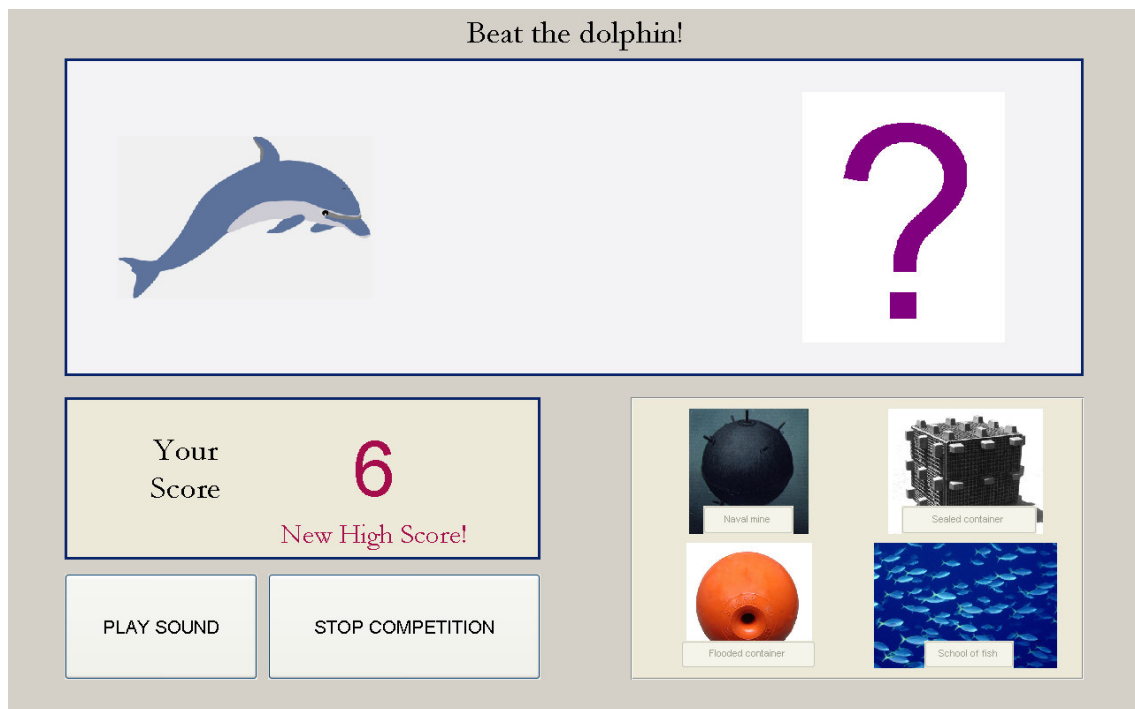 Beat the dolphin!
?
Your
Score
6
New High Score!
PLAY SOUND
STOP COMPETITION
Naval mine
Sealed container
Flooded container
School of fish